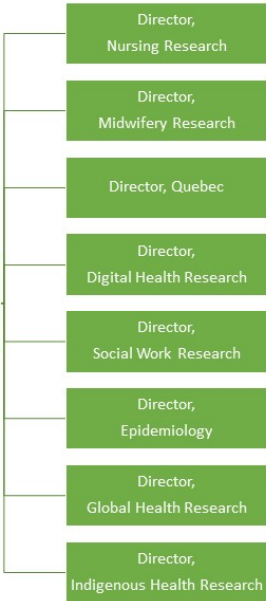 Director,
Nursing Research
Director,
Midwifery Research
Director, Quebec
Director,
Digital Health Research
Director,
Social Work Research
Director,
Epidemiology
Director,
Global Health Research
Director,
Indigenous Health Research